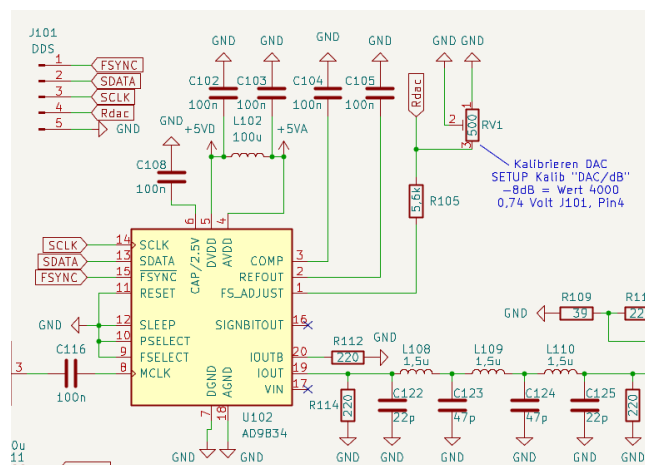 J101
DDS
1
FSYNC
2
SDATA
3
SCLK
4
Rdac
5
GND
GND
GND
GND
GND
GND
GND
C102
100n
C103
100n
C104
100n
C105
100n
L102
100u
+5VD
+5VA
GND
C108
100n
Rdac
1
2
3
500
RV1
Kalibrieren DAC
SETUP Kalib "DAC/dB"
-8dB = Wert 4000
0,74 Volt J101, Pin4
5,6k
R105
6
5
4
CAP/2.5V
DVDD
AVDD
SCLK
14
SCLK
SDATA
13
SDATA
FSYNC
15
FSYNC
11
RESET
GND
12
SLEEP
10
PSELECT
9
FSELECT
3
C116
100n
8
MCLK
COMP
3
REFOUT
2
FS_ADJUST
1
SIGNBITOUT
16
IOUTB
20
IOUT
19
VIN
17
DGND
AGND
7
18
U102
AD9834
GND
GND
R112
220
GND
R114
220
GND
L108
1,5u
L109
1,5u
L110
1,5u
C122
22p
C123
47p
C124
47p
C125
22p
GND
GND
GND
GND
220
GND
GND
R109
39
R11
22
0u
11
00